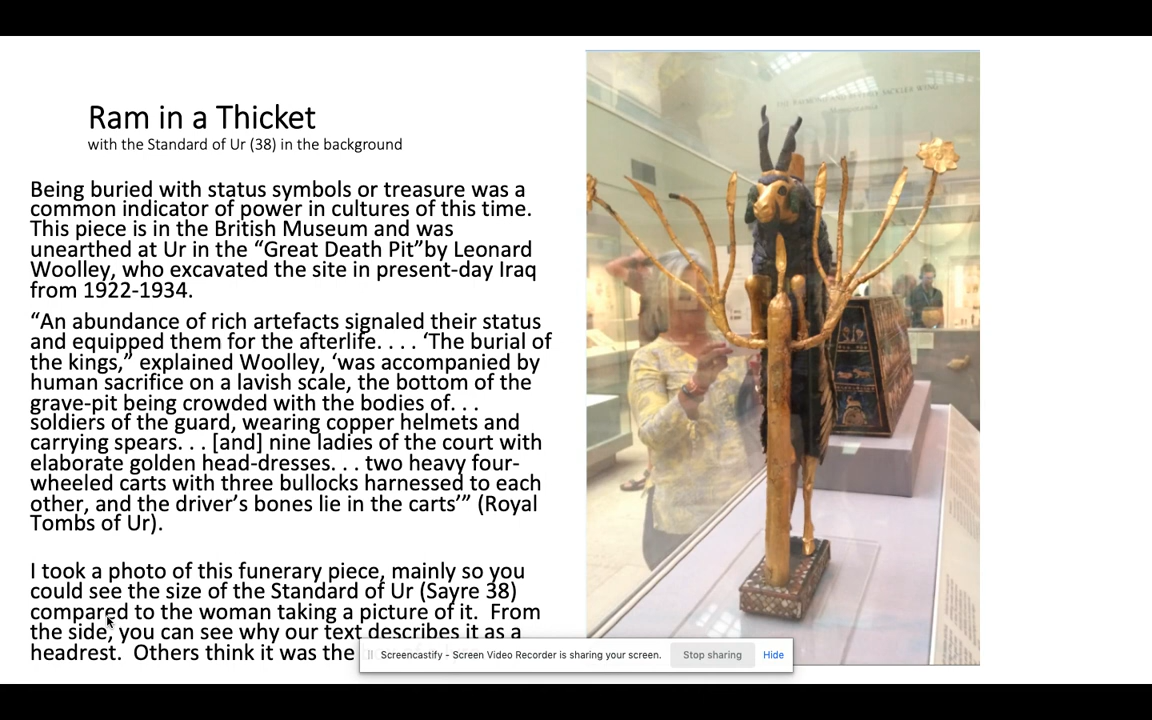 Ram in a Thicket
with the Standard of Ur (38) in the background
Being buried with status symbols or treasure was a
common indicator of power in cultures of this time.
This piece is in the British Museum and was
unearthed at Ur in the “Great Death Pit”by Leonard
Woolley, who excavated the site in present-day Iraq
from 1922-1934.
“An abundance of rich artefacts signaled their status
and equipped them for the afterlife. . . . ‘The burial of
the kings,” explained Woolley, ‘was accompanied by
human sacrifice on a lavish scale, the bottom of the
grave-pit being crowded with the bodies of. . .
soldiers of the guard, wearing copper helmets and
carrying spears. . . [and] nine ladies of the court with
elaborate golden head-dresses. . . two heavy four-
wheeled carts with three bullocks harnessed to each
other, and the driver’s bones lie in the carts’” (Royal
Tombs of Ur).
I took a photo of this funerary piece, mainly so you
could see the size of the Standard of Ur (Sayre 38)
compared to the woman taking a picture of it.  From
the side, you can see why our text describes it as a
headrest.  Others think it was the
THE RAYMOND AND BEVERLY SACKLER WING
Mesopotamia
Screencastify - Screen Video Recorder is sharing your screen.
Stop sharing
Hide